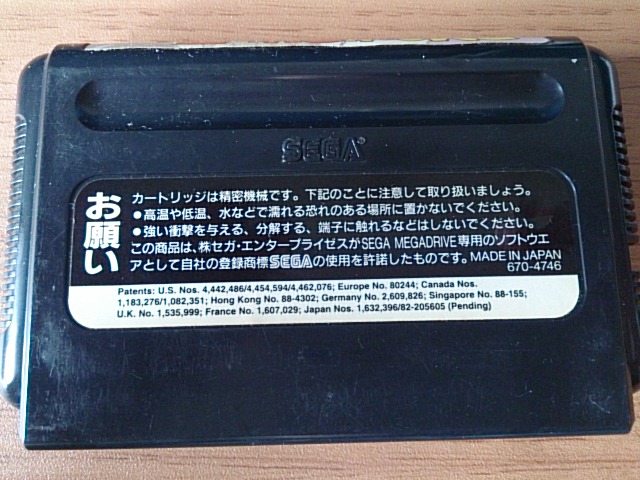 SEGA®
お願い
カートリッジは精密機械です。下記のことに注意して取り扱いましょう。
●高温や低温、水などで濡れる恐れのある場所に置かないでください。
●強い衝撃を与える、分解する、端子に触れるなどはしないでください。
この商品は、株セガ・エンタープライゼスがSEGA MEGADRIVE専用のソフトウエ
アとして自社の登録商標SEGAの使用を許諾したものです。MADE IN JAPAN
670-4746
Patents: U.S. Nos. 4,442,486/4,454,594/4,462,076; Europe No. 80244; Canada Nos.
1,183,276/1,082,351; Hong Kong No. 88-4302; Germany No. 2,609,826; Singapore No. 88-155;
U.K. No. 1,535,999; France No. 1,607,029; Japan Nos. 1,632,396/82-205605 (Pending)